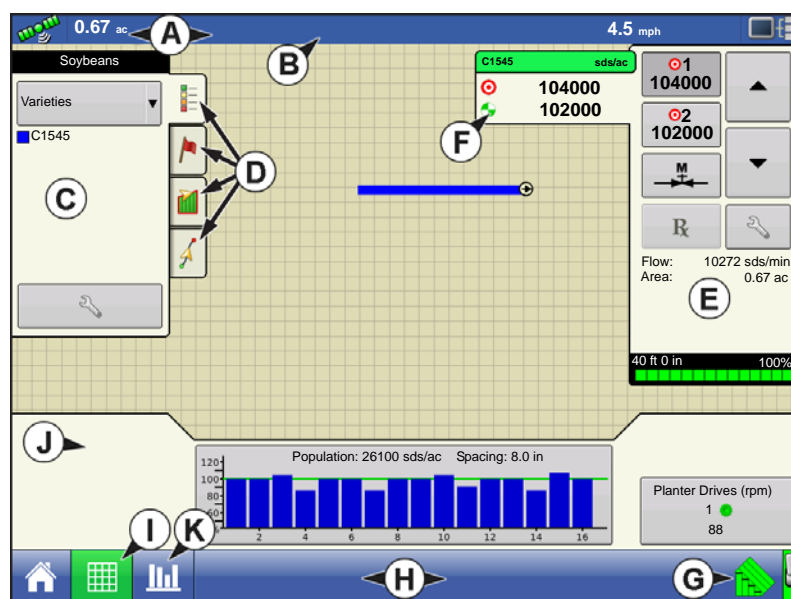 0.67 ac
A
4.5 mph
B
Soybeans
Varieties
C1545
C
D
C1545 sds/ac
104000
102000
F
1
104000
2
102000
M
R
Flow: 10272 sds/min
Area: 0.67 ac
E
40 ft 0 in 100%
J
Population: 26100 sds/ac Spacing: 8.0 in
120
100
80
60
2 4 6 8 10 12 14 16
Planter Drives (rpm)
1
88
I
K
H
G